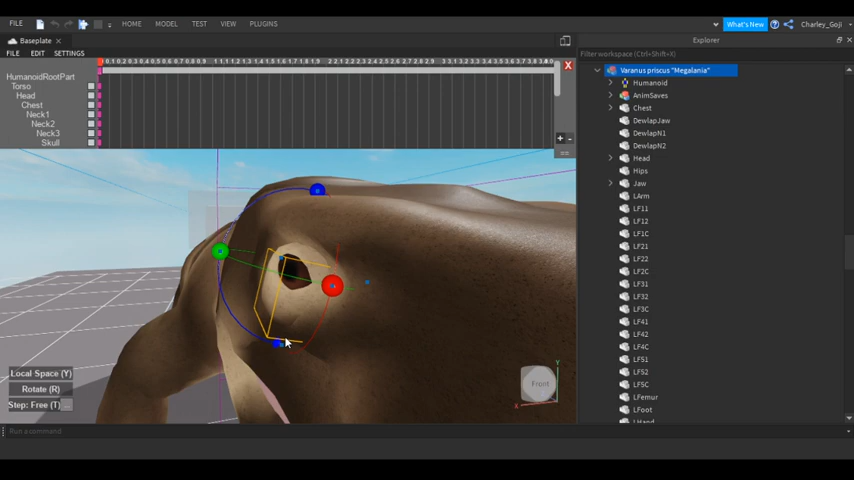 FILE HOME MODEL TEST VIEW PLUGINS What's New Charley_Goji
Baseplate Explorer
FILE EDIT SETTINGS Filter workspace (Ctrl+Shift+X)
Varanus priscus "Megalania"
HumanoidRootPart
Torso
Head
Chest
Neck1
Neck2
Neck3
Skull
Humanoid
AnimSaves
Chest
DewlapJaw
DewlapN1
DewlapN2
Head
Hips
Jaw
LArm
LF11
LF12
LF1C
LF21
LF22
LF2C
LF31
LF32
LF3C
LF41
LF42
LF4C
LF51
LF52
LF5C
LFemur
LFoot
LHand
Local Space (Y)
Rotate (R)
Step: Free (T) ...
Front
Y
X
Run a command